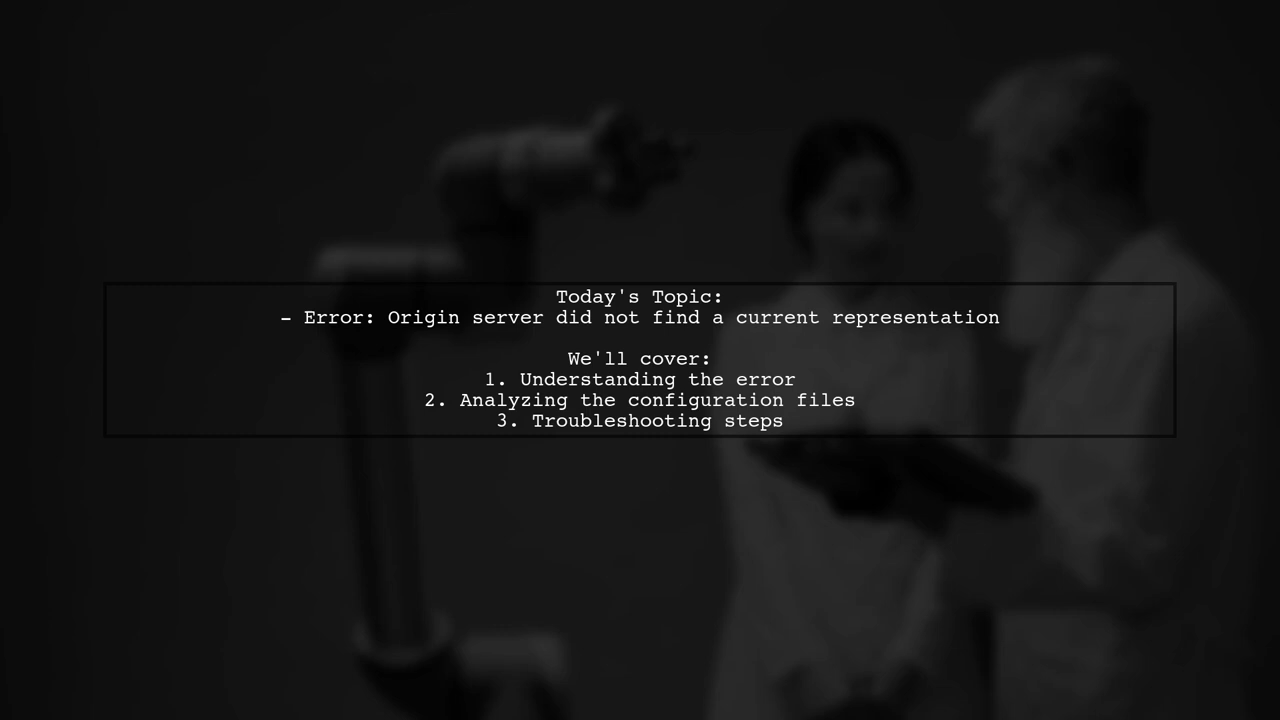 Today's Topic:
- Error: Origin server did not find a current representation
We'll cover:
1. Understanding the error
2. Analyzing the configuration files
3. Troubleshooting steps